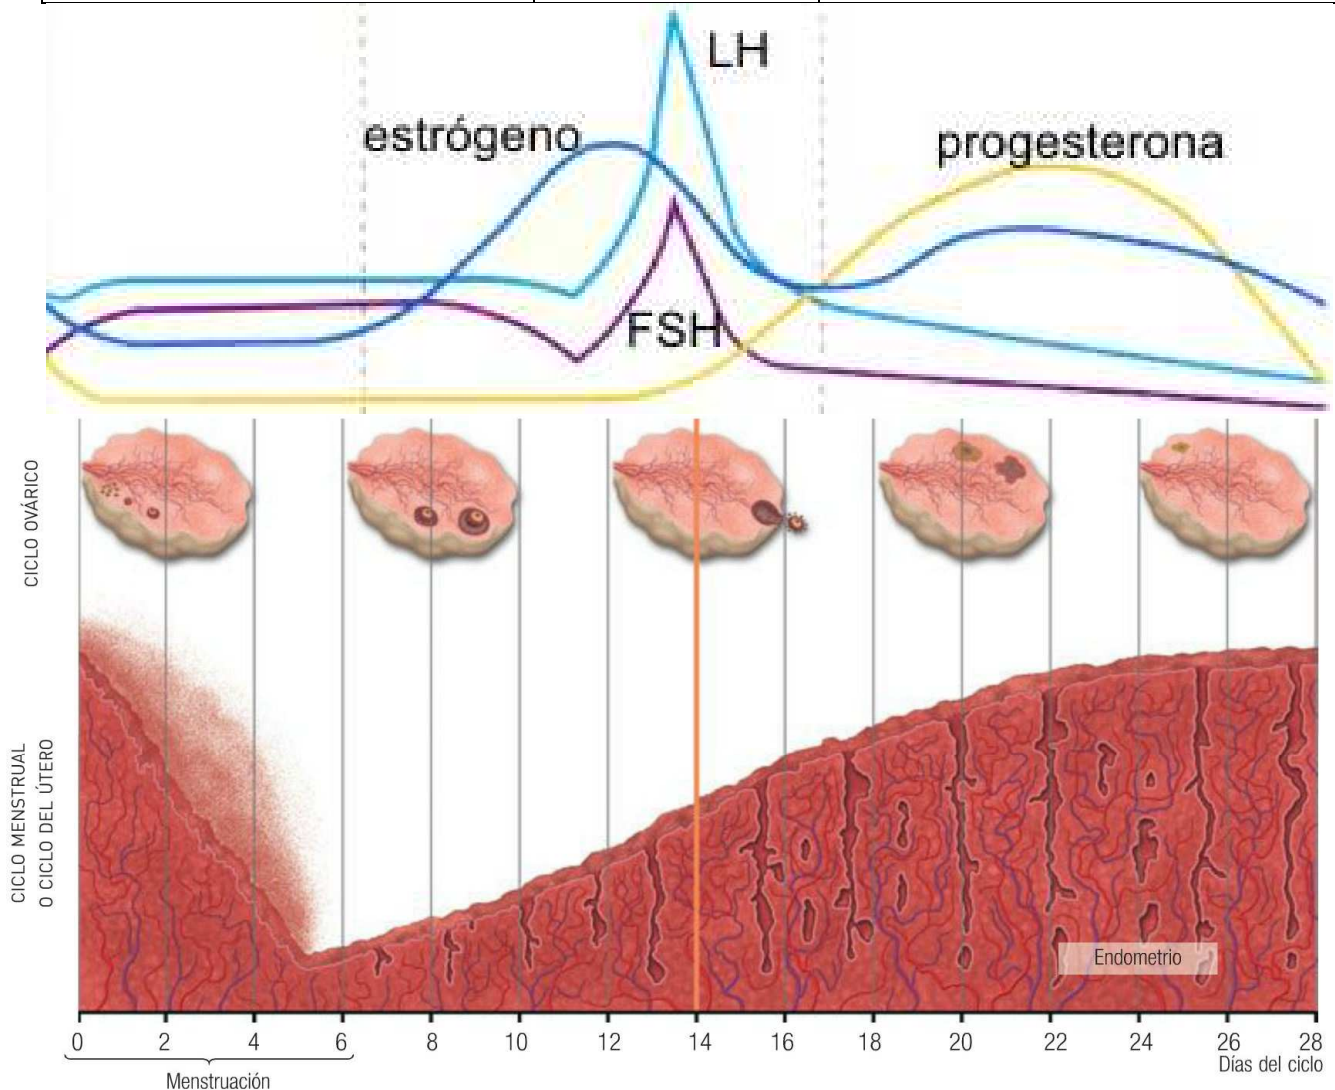 LH
estrógeno
progesterona
FSH
CICLO OVÁRICO
CICLO MENSTRUAL
O CICLO DEL ÚTERO
Endometrio
0 2 4 6 8 10 12 14 16 18 20 22 24 26 28
Días del ciclo
Menstruación